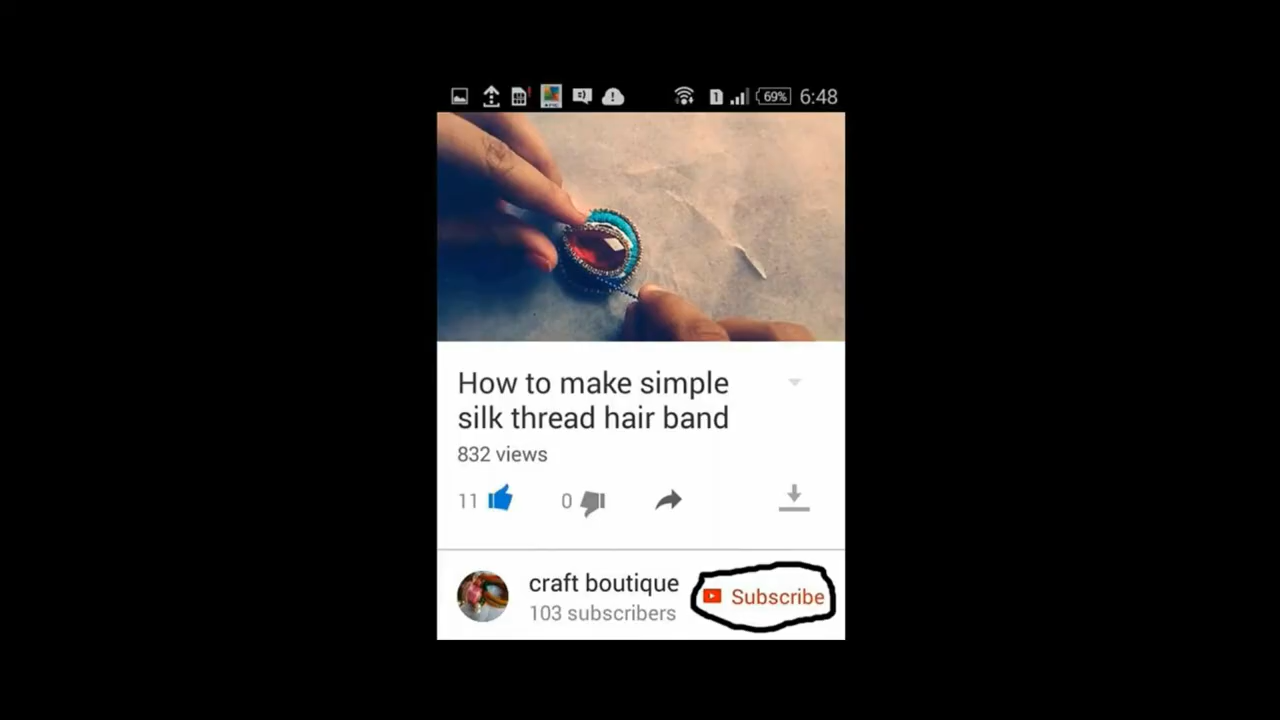 1 69% 6:48
How to make simple
silk thread hair band
832 views
11 0
craft boutique
103 subscribers
Subscribe